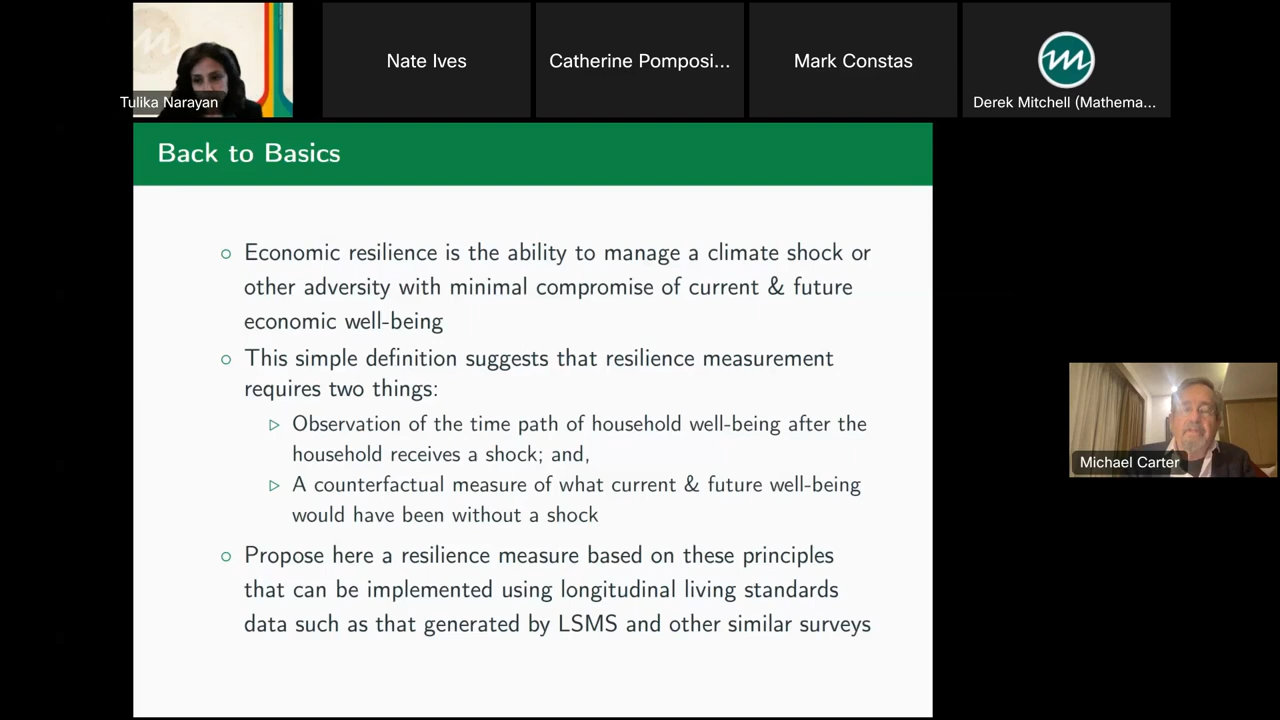 Tulika Narayan
Nate Ives
Catherine Pomposi...
Mark Constas
Derek Mitchell (Mathema...
Back to Basics
Economic resilience is the ability to manage a climate shock or
other adversity with minimal compromise of current & future
economic well-being
This simple definition suggests that resilience measurement
requires two things:
Observation of the time path of household well-being after the
household receives a shock; and,
A counterfactual measure of what current & future well-being
would have been without a shock
Propose here a resilience measure based on these principles
that can be implemented using longitudinal living standards
data such as that generated by LSMS and other similar surveys
Michael Carter